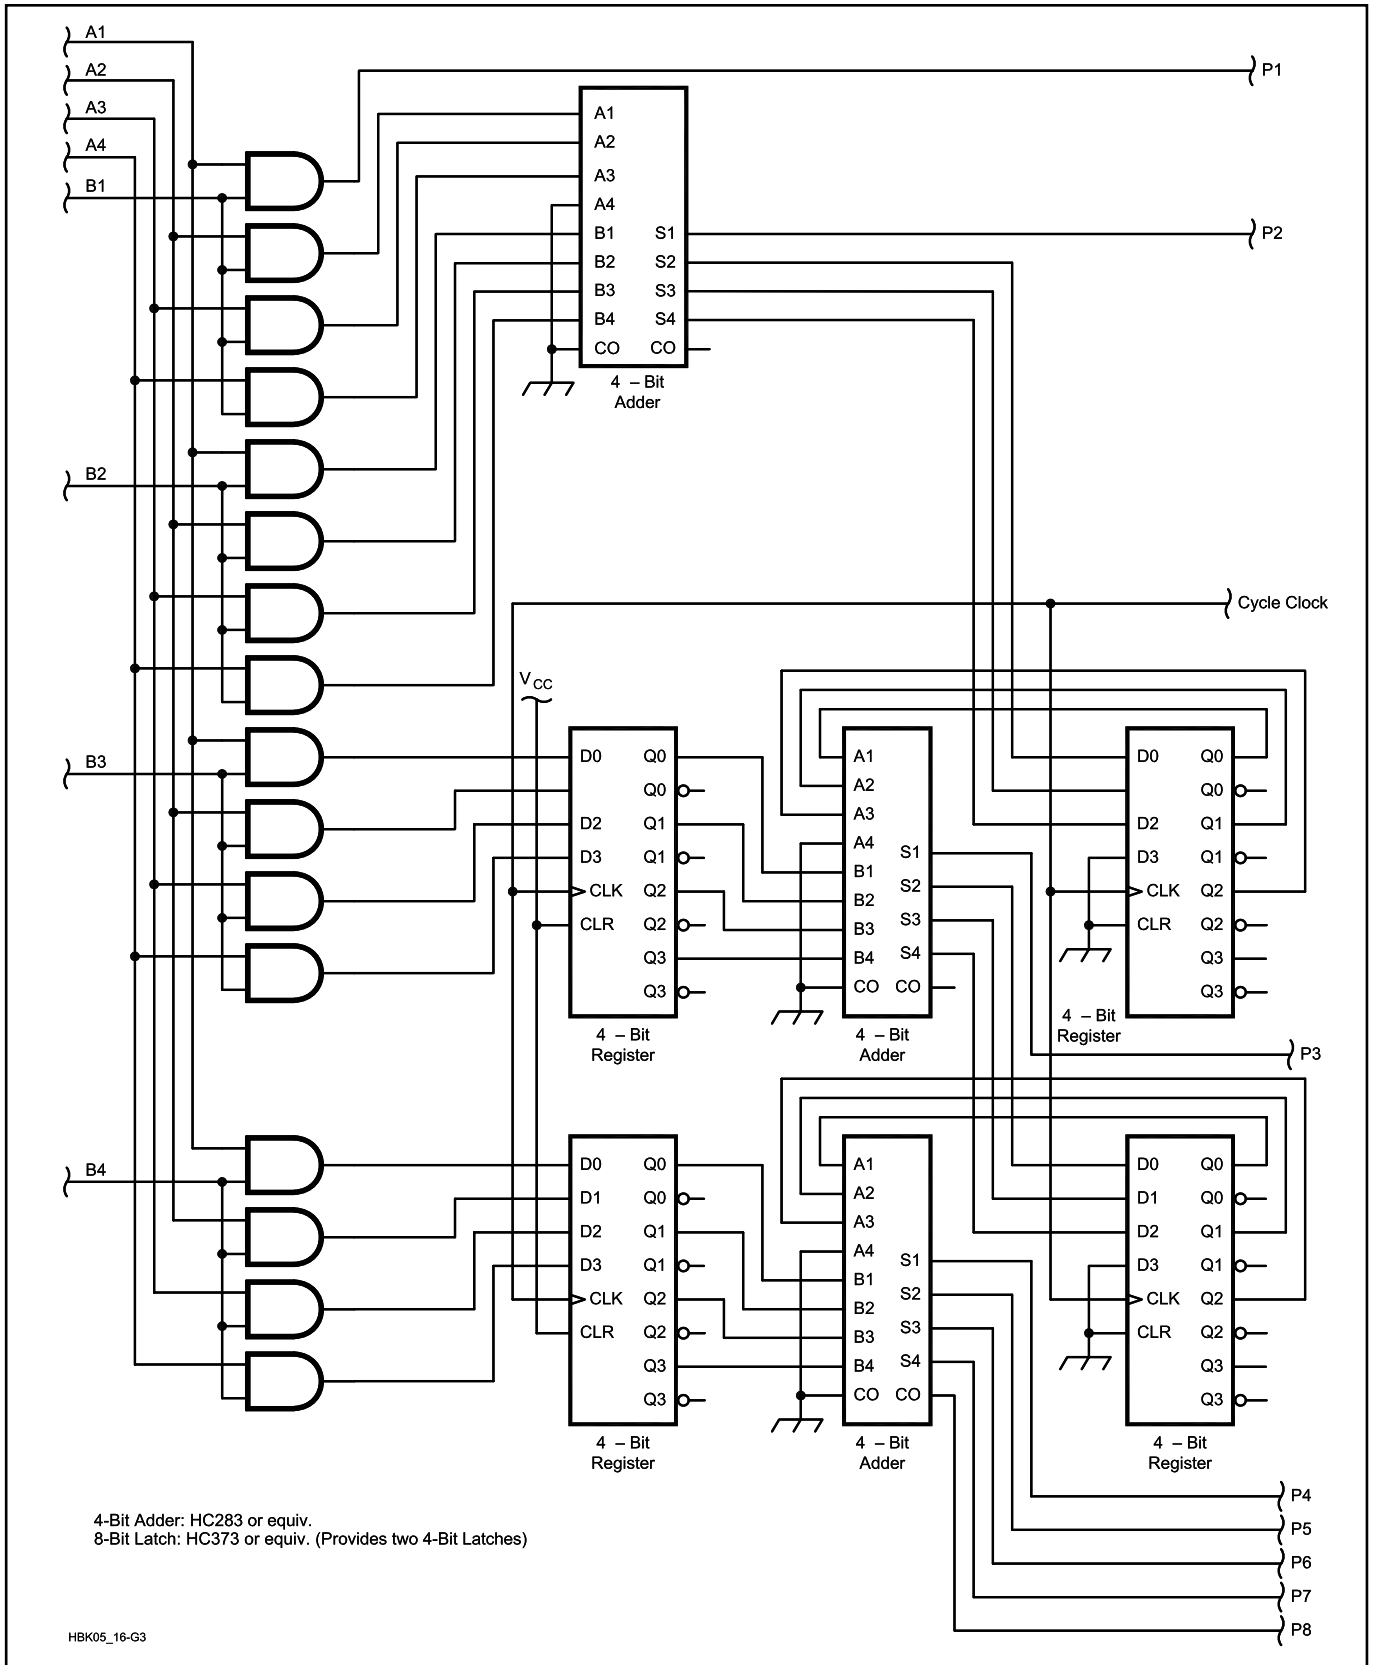 A1
A2
A3
A4
B1
B2
B3
B4
P1
A1
A2
A3
A4
B1
B2
B3
B4
CO
S1
S2
S3
S4
CO
4 – Bit
Adder
P2
Cycle Clock
VCC
D0
D2
D3
CLK
CLR
Q0
Q0
Q1
Q1
Q2
Q2
Q3
Q3
4 – Bit
Register
A1
A2
A3
A4
B1
B2
B3
B4
CO
S1
S2
S3
S4
CO
4 – Bit
Adder
D0
D2
D3
CLK
CLR
Q0
Q0
Q1
Q1
Q2
Q2
Q3
Q3
4 – Bit
Register
P3
D0
D1
D2
D3
CLK
CLR
Q0
Q0
Q1
Q1
Q2
Q2
Q3
Q3
4 – Bit
Register
A1
A2
A3
A4
B1
B2
B3
B4
CO
S1
S2
S3
S4
CO
4 – Bit
Adder
D0
D1
D2
D3
CLK
CLR
Q0
Q0
Q1
Q1
Q2
Q2
Q3
Q3
4 – Bit
Register
P4
P5
P6
P7
P8
4-Bit Adder: HC283 or equiv.
8-Bit Latch: HC373 or equiv. (Provides two 4-Bit Latches)
HBK05_16-G3